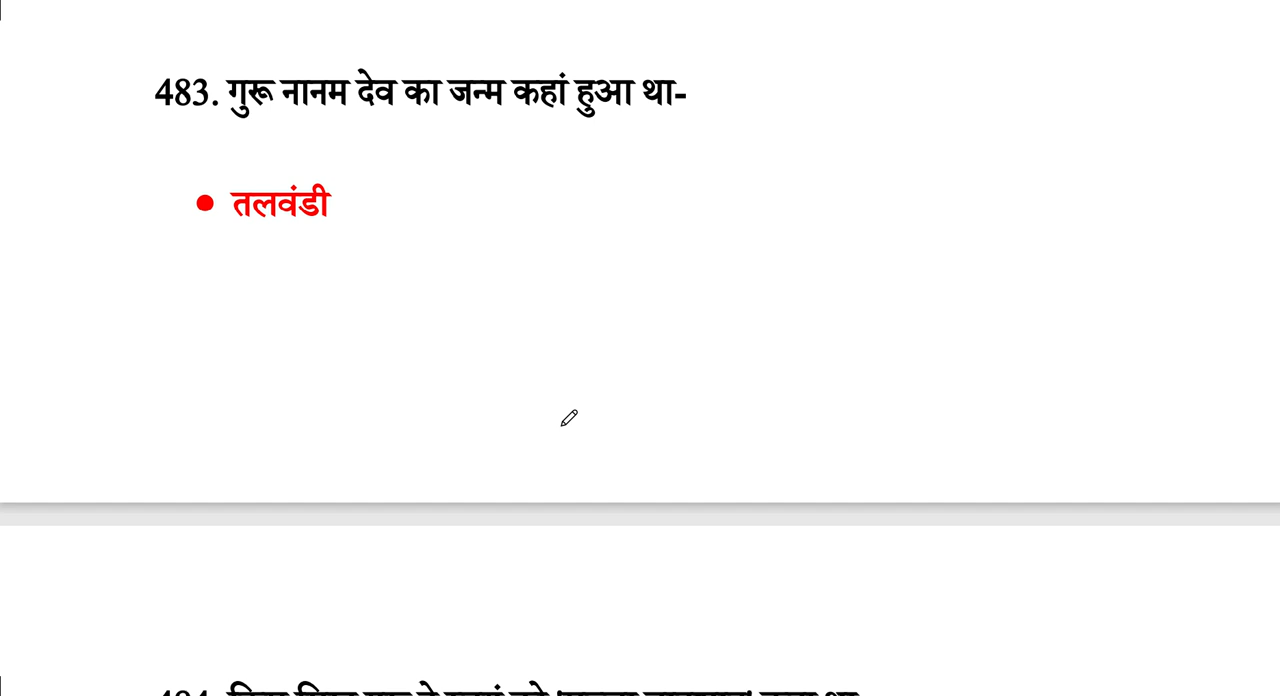 483. गुरू नानम देव का जन्म कहां हुआ था-
• तलवंडी